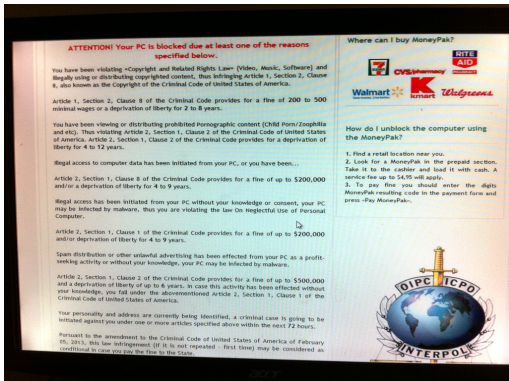 ATTENTION! Your PC is blocked due at least one of the reasons
specified below.
You have been violating «Copyright and Related Rights Law» (Video, Music, Software) and
illegally using or distributing copyrighted content, thus infringing Article 1, Section 2, Clause
8, also known as the Copyright of the Criminal Code of United States of America.
Article 1, Section 2, Clause 8 of the Criminal Code provides for a fine of 200 to 500
minimal wages or a deprivation of liberty for 2 to 8 years.
You have been viewing or distributing prohibited Pornographic content (Child Porn/Zoophilia
and etc). Thus violating Article 2, Section 1, Clause 2 of the Criminal Code of United States
of America. Article 2, Section 1, Clause 2 of the Criminal Code provides for a deprivation of
liberty for 4 to 12 years.
Illegal access to computer data has been initiated from your PC, or you have been...
Article 2, Section 1, Clause 8 of the Criminal Code provides for a fine of up to $200,000
and/or a deprivation of liberty for 4 to 9 years.
Illegal access has been initiated from your PC without your knowledge or consent, your PC
may be infected by malware, thus you are violating the law On Neglectful Use of Personal
Computer.
Article 2, Section 1, Clause 1 of the Criminal Code provides for a fine of up to $200,000
and/or deprivation of liberty for 4 to 9 years.
Spam distribution or other unlawful advertising has been effected from your PC as a profit-
seeking activity or without your knowledge, your PC may be infected by malware.
Article 2, Section 1, Clause 2 of the Criminal Code provides for a fine of up to $500,000
and a deprivation of liberty of up to 6 years. In case this activity has been effected without
your knowledge, you fall under the abovementioned Article 2, Section 1, Clause 1 of the
Criminal Code of United States of America.
Your personality and address are currently being identified, a criminal case is going to be
initiated against you under one or more articles specified above within the next 72 hours.
Pursuant to the amendment to the Criminal Code of United States of America of February
05, 2013, this law infringement (if it is not repeated - first time) may be considered as
conditional in case you pay the fine to the State.
Where can I buy MoneyPak?
7 ELEVEN
CVS/pharmacy
RITE
AID
PHARMACY
Walmart
K
kmart
Walgreens
How do I unblock the computer using
the MoneyPak?
1. Find a retail location near you.
2. Look for a MoneyPak in the prepaid section.
Take it to the cashier and load it with cash. A
service fee up to $4,95 will apply.
3. To pay fine you should enter the digits
MoneyPak resulting code in the payment form and
press «Pay MoneyPak».
OIPC ICPO
INTERPOL
acer